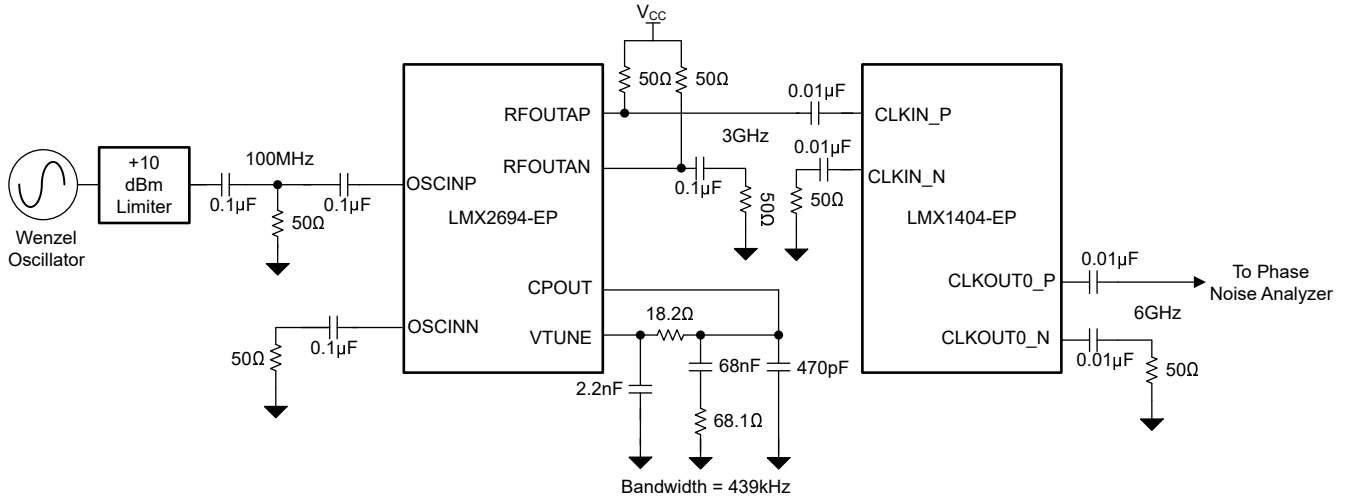 V_CC
50Ω
50Ω
0.01µF
RFOUTAP
CLKIN_P
3GHz
0.01µF
+10
dBm
Limiter
100MHz
RFOUTAN
0.1µF
CLKIN_N
OSCINP
0.1µF
0.1µF
50Ω
50Ω
50Ω
LMX2694-EP
LMX1404-EP
Wenzel
Oscillator
0.01µF
To Phase
Noise Analyzer
CPOUT
CLKOUT0_P
6GHz
18.2Ω
OSCINN
VTUNE
CLKOUT0_N
0.01µF
0.1µF
50Ω
68nF
470pF
50Ω
2.2nF
68.1Ω
Bandwidth = 439kHz